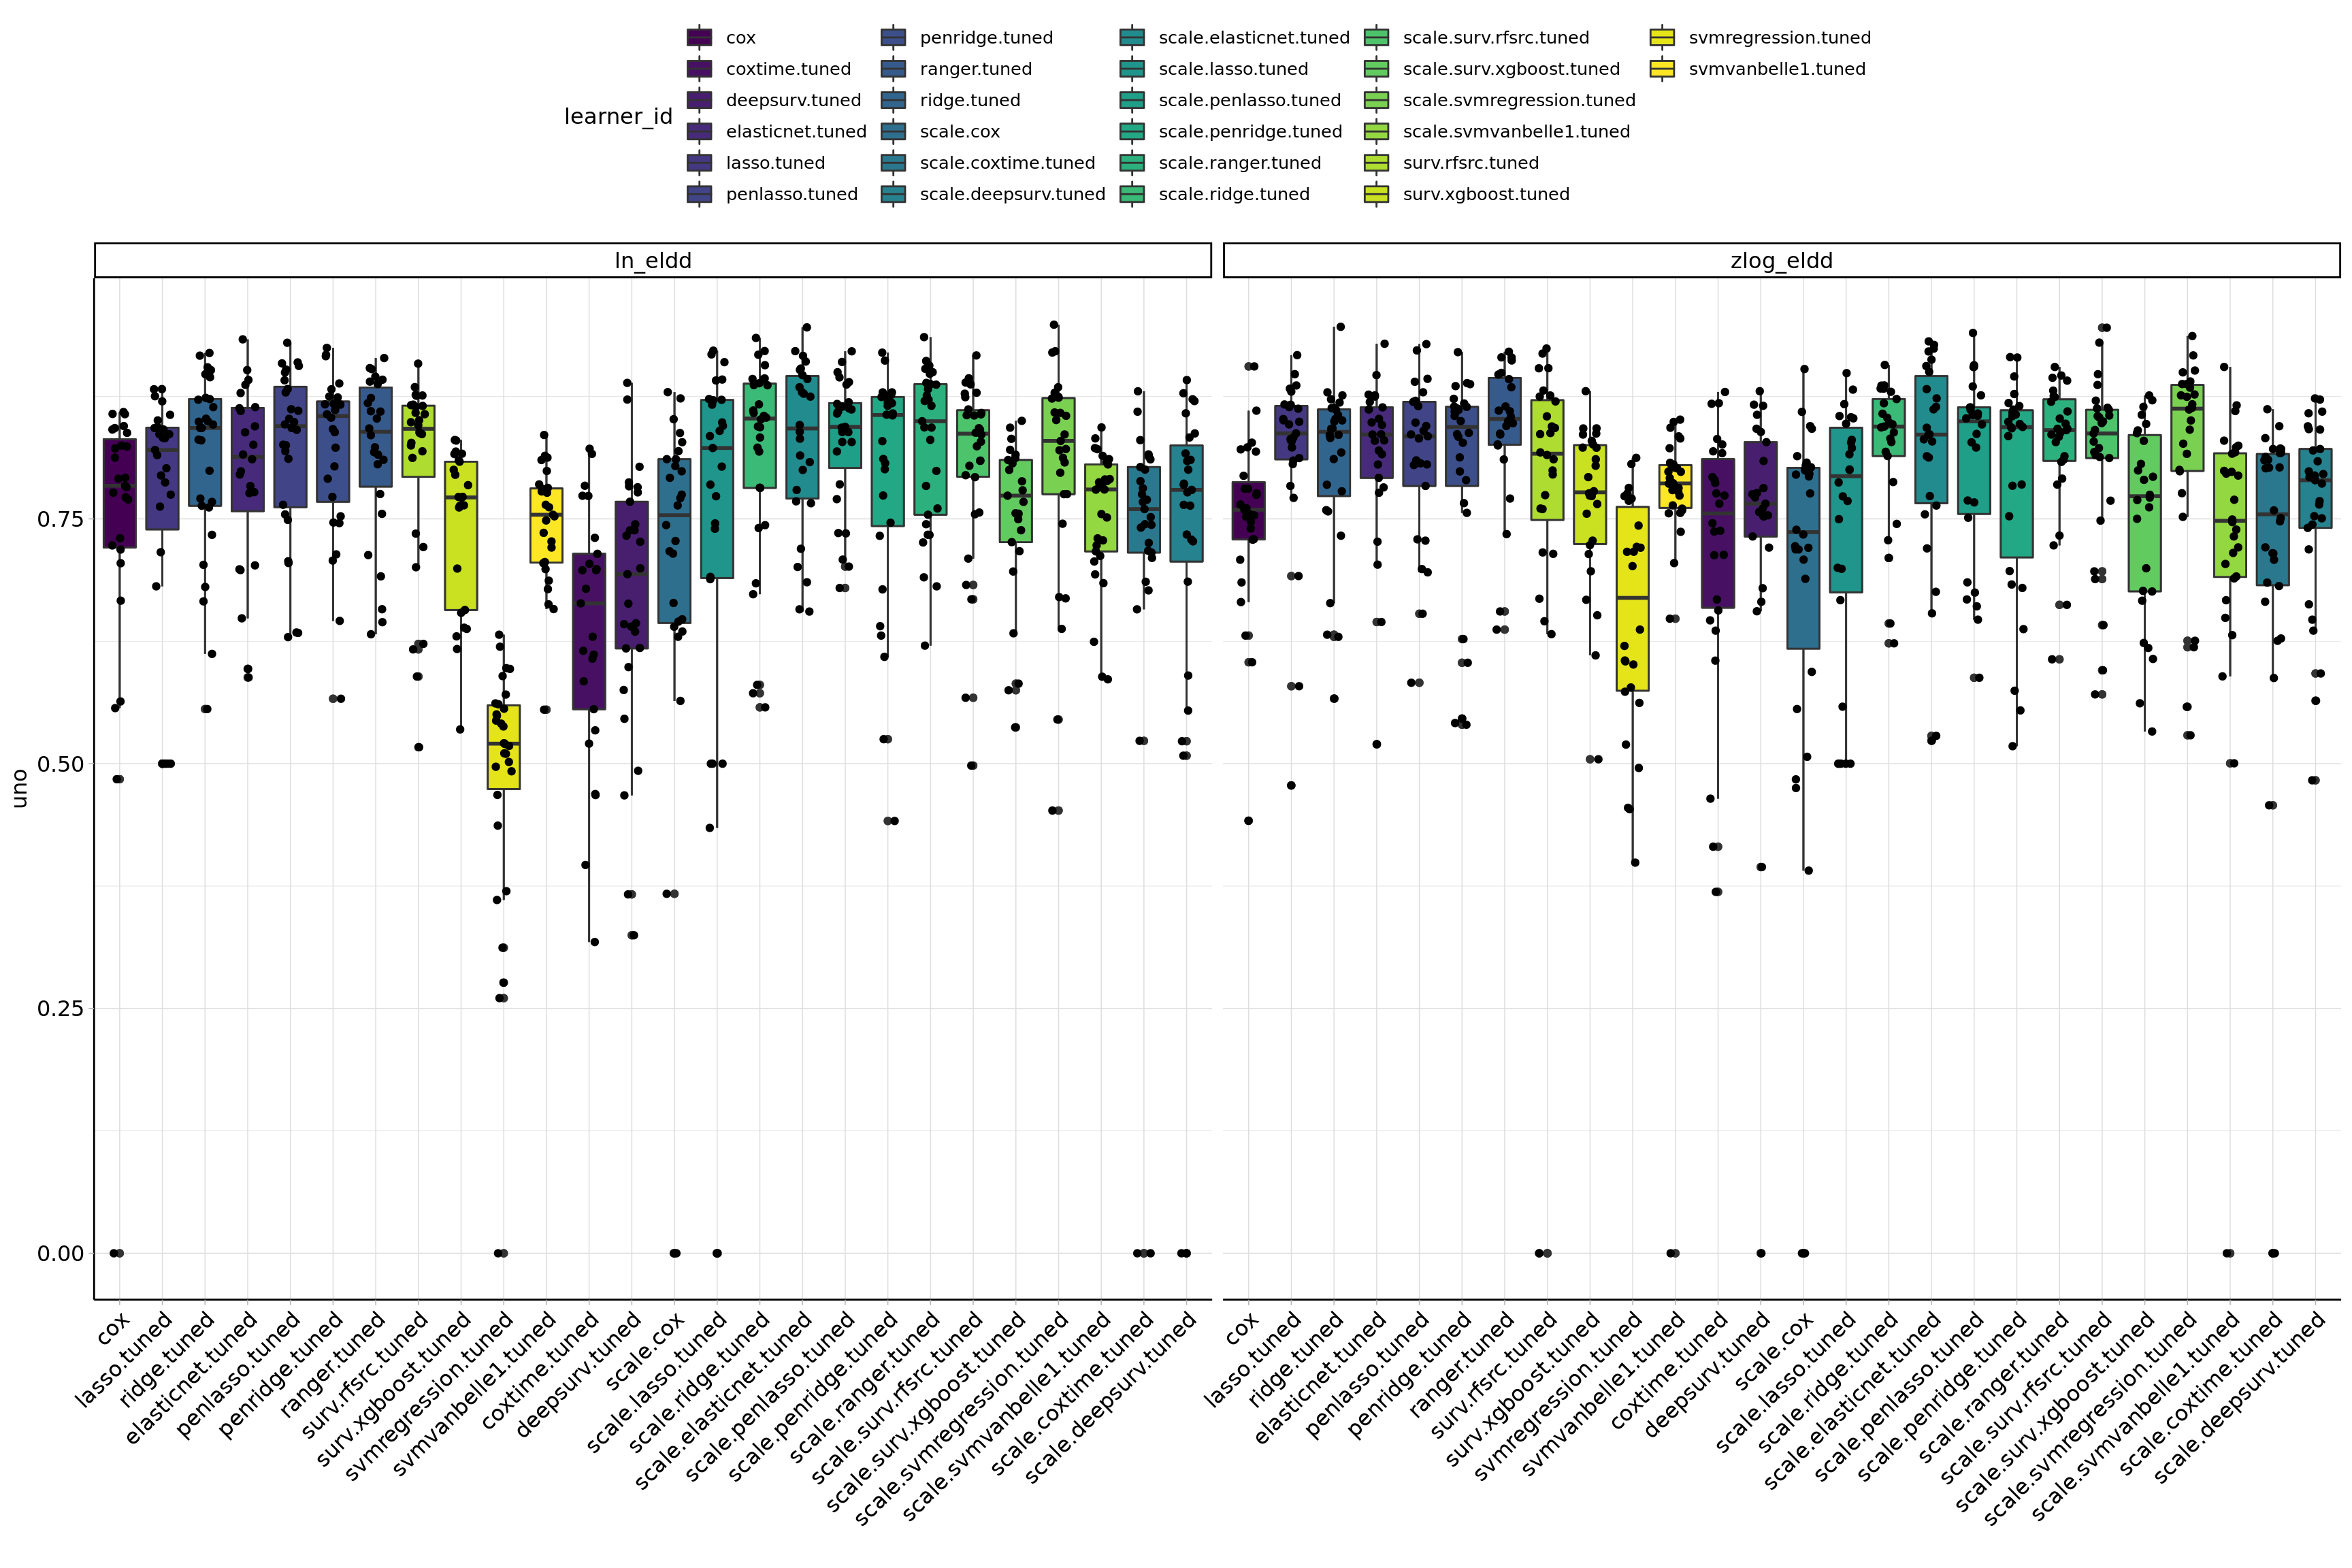 learner_id
cox
coxtime.tuned
deepsurv.tuned
elasticnet.tuned
lasso.tuned
penlasso.tuned
penridge.tuned
ranger.tuned
ridge.tuned
scale.cox
scale.coxtime.tuned
scale.deepsurv.tuned
scale.elasticnet.tuned
scale.lasso.tuned
scale.penlasso.tuned
scale.penridge.tuned
scale.ranger.tuned
scale.ridge.tuned
scale.surv.rfsrc.tuned
scale.surv.xgboost.tuned
scale.svmregression.tuned
scale.svmvanbelle1.tuned
surv.rfsrc.tuned
surv.xgboost.tuned
svmregression.tuned
svmvanbelle1.tuned
ln_eldd
zlog_eldd
uno
0.75
0.50
0.25
0.00
cox
lasso.tuned
ridge.tuned
elasticnet.tuned
penlasso.tuned
penridge.tuned
ranger.tuned
surv.rfsrc.tuned
surv.xgboost.tuned
svmregression.tuned
svmvanbelle1.tuned
coxtime.tuned
deepsurv.tuned
scale.cox
scale.lasso.tuned
scale.ridge.tuned
scale.elasticnet.tuned
scale.penlasso.tuned
scale.penridge.tuned
scale.ranger.tuned
scale.surv.rfsrc.tuned
scale.surv.xgboost.tuned
scale.svmregression.tuned
scale.svmvanbelle1.tuned
scale.coxtime.tuned
scale.deepsurv.tuned
cox
lasso.tuned
ridge.tuned
elasticnet.tuned
penlasso.tuned
penridge.tuned
ranger.tuned
surv.rfsrc.tuned
surv.xgboost.tuned
svmregression.tuned
svmvanbelle1.tuned
coxtime.tuned
deepsurv.tuned
scale.cox
scale.lasso.tuned
scale.ridge.tuned
scale.elasticnet.tuned
scale.penlasso.tuned
scale.penridge.tuned
scale.ranger.tuned
scale.surv.rfsrc.tuned
scale.surv.xgboost.tuned
scale.svmregression.tuned
scale.svmvanbelle1.tuned
scale.coxtime.tuned
scale.deepsurv.tuned